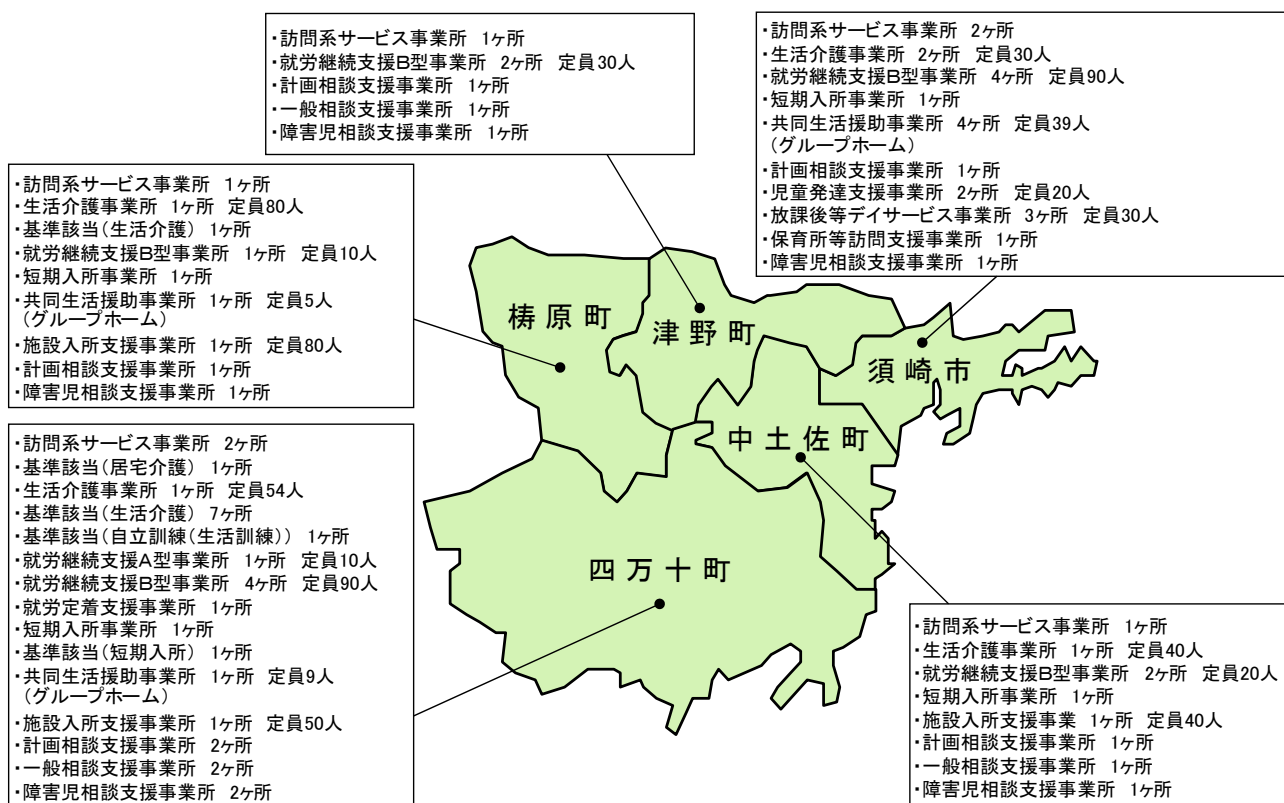 ・訪問系サービス事業所 1ヶ所
・就労継続支援B型事業所 2ヶ所 定員30人
・計画相談支援事業所 1ヶ所
・一般相談支援事業所 1ヶ所
・障害児相談支援事業所 1ヶ所
・訪問系サービス事業所 2ヶ所
・生活介護事業所 2ヶ所 定員30人
・就労継続支援B型事業所 4ヶ所 定員90人
・短期入所事業所 1ヶ所
・共同生活援助事業所 4ヶ所 定員39人
(グループホーム)
・計画相談支援事業所 1ヶ所
・児童発達支援事業所 2ヶ所 定員20人
・放課後等デイサービス事業所 3ヶ所 定員30人
・保育所等訪問支援事業所 1ヶ所
・障害児相談支援事業所 1ヶ所
・訪問系サービス事業所 1ヶ所
・生活介護事業所 1ヶ所 定員80人
・基準該当(生活介護) 1ヶ所
・就労継続支援B型事業所 1ヶ所 定員10人
・短期入所事業所 1ヶ所
・共同生活援助事業所 1ヶ所 定員5人
(グループホーム)
・施設入所支援事業所 1ヶ所 定員80人
・計画相談支援事業所 1ヶ所
・障害児相談支援事業所 1ヶ所
梼原町
津野町
須崎市
中土佐町
四万十町
・訪問系サービス事業所 2ヶ所
・基準該当(居宅介護) 1ヶ所
・生活介護事業所 1ヶ所 定員54人
・基準該当(生活介護) 7ヶ所
・基準該当(自立訓練(生活訓練)) 1ヶ所
・就労継続支援A型事業所 1ヶ所 定員10人
・就労継続支援B型事業所 4ヶ所 定員90人
・就労定着支援事業所 1ヶ所
・短期入所事業所 1ヶ所
・基準該当(短期入所) 1ヶ所
・共同生活援助事業所 1ヶ所 定員9人
(グループホーム)
・施設入所支援事業所 1ヶ所 定員50人
・計画相談支援事業所 2ヶ所
・一般相談支援事業所 2ヶ所
・障害児相談支援事業所 2ヶ所
・訪問系サービス事業所 1ヶ所
・生活介護事業所 1ヶ所 定員40人
・就労継続支援B型事業所 2ヶ所 定員20人
・短期入所事業所 1ヶ所
・施設入所支援事業 1ヶ所 定員40人
・計画相談支援事業所 1ヶ所
・一般相談支援事業所 1ヶ所
・障害児相談支援事業所 1ヶ所